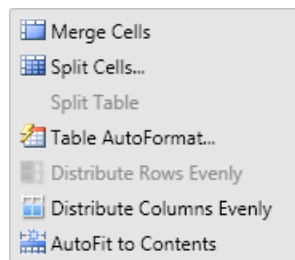 Merge Cells
Split Cells...
Split Table
Table AutoFormat...
Distribute Rows Evenly
Distribute Columns Evenly
AutoFit to Contents